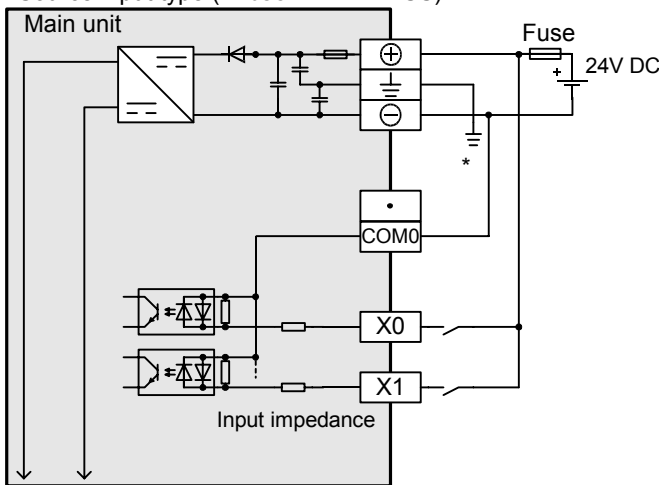 Main unit
Fuse
+
24V DC
*
COM0
X0
X1
Input impedance